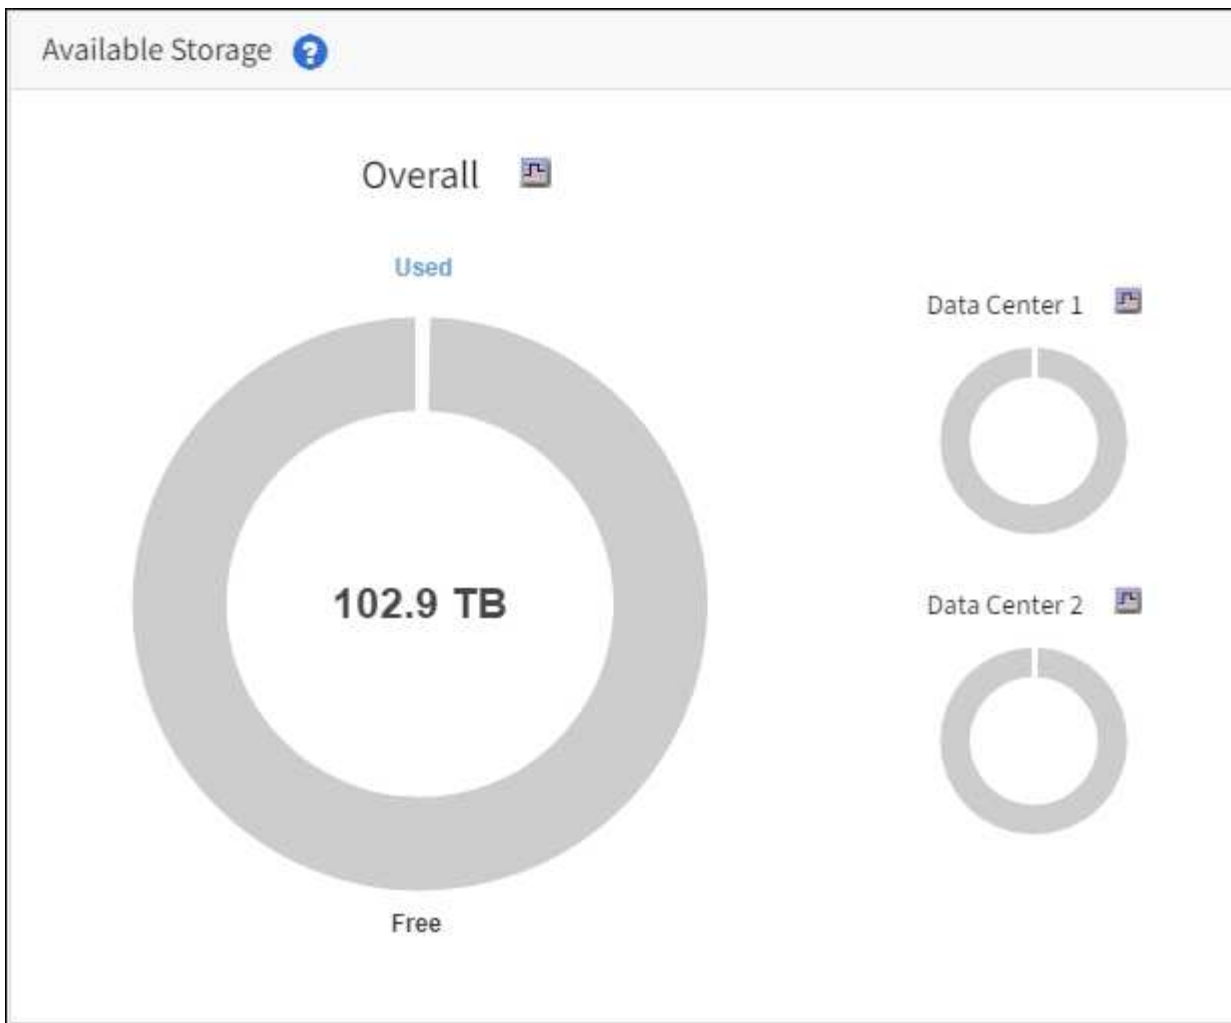 Available Storage ?
Overall
Used
102.9 TB
Free
Data Center 1
Data Center 2